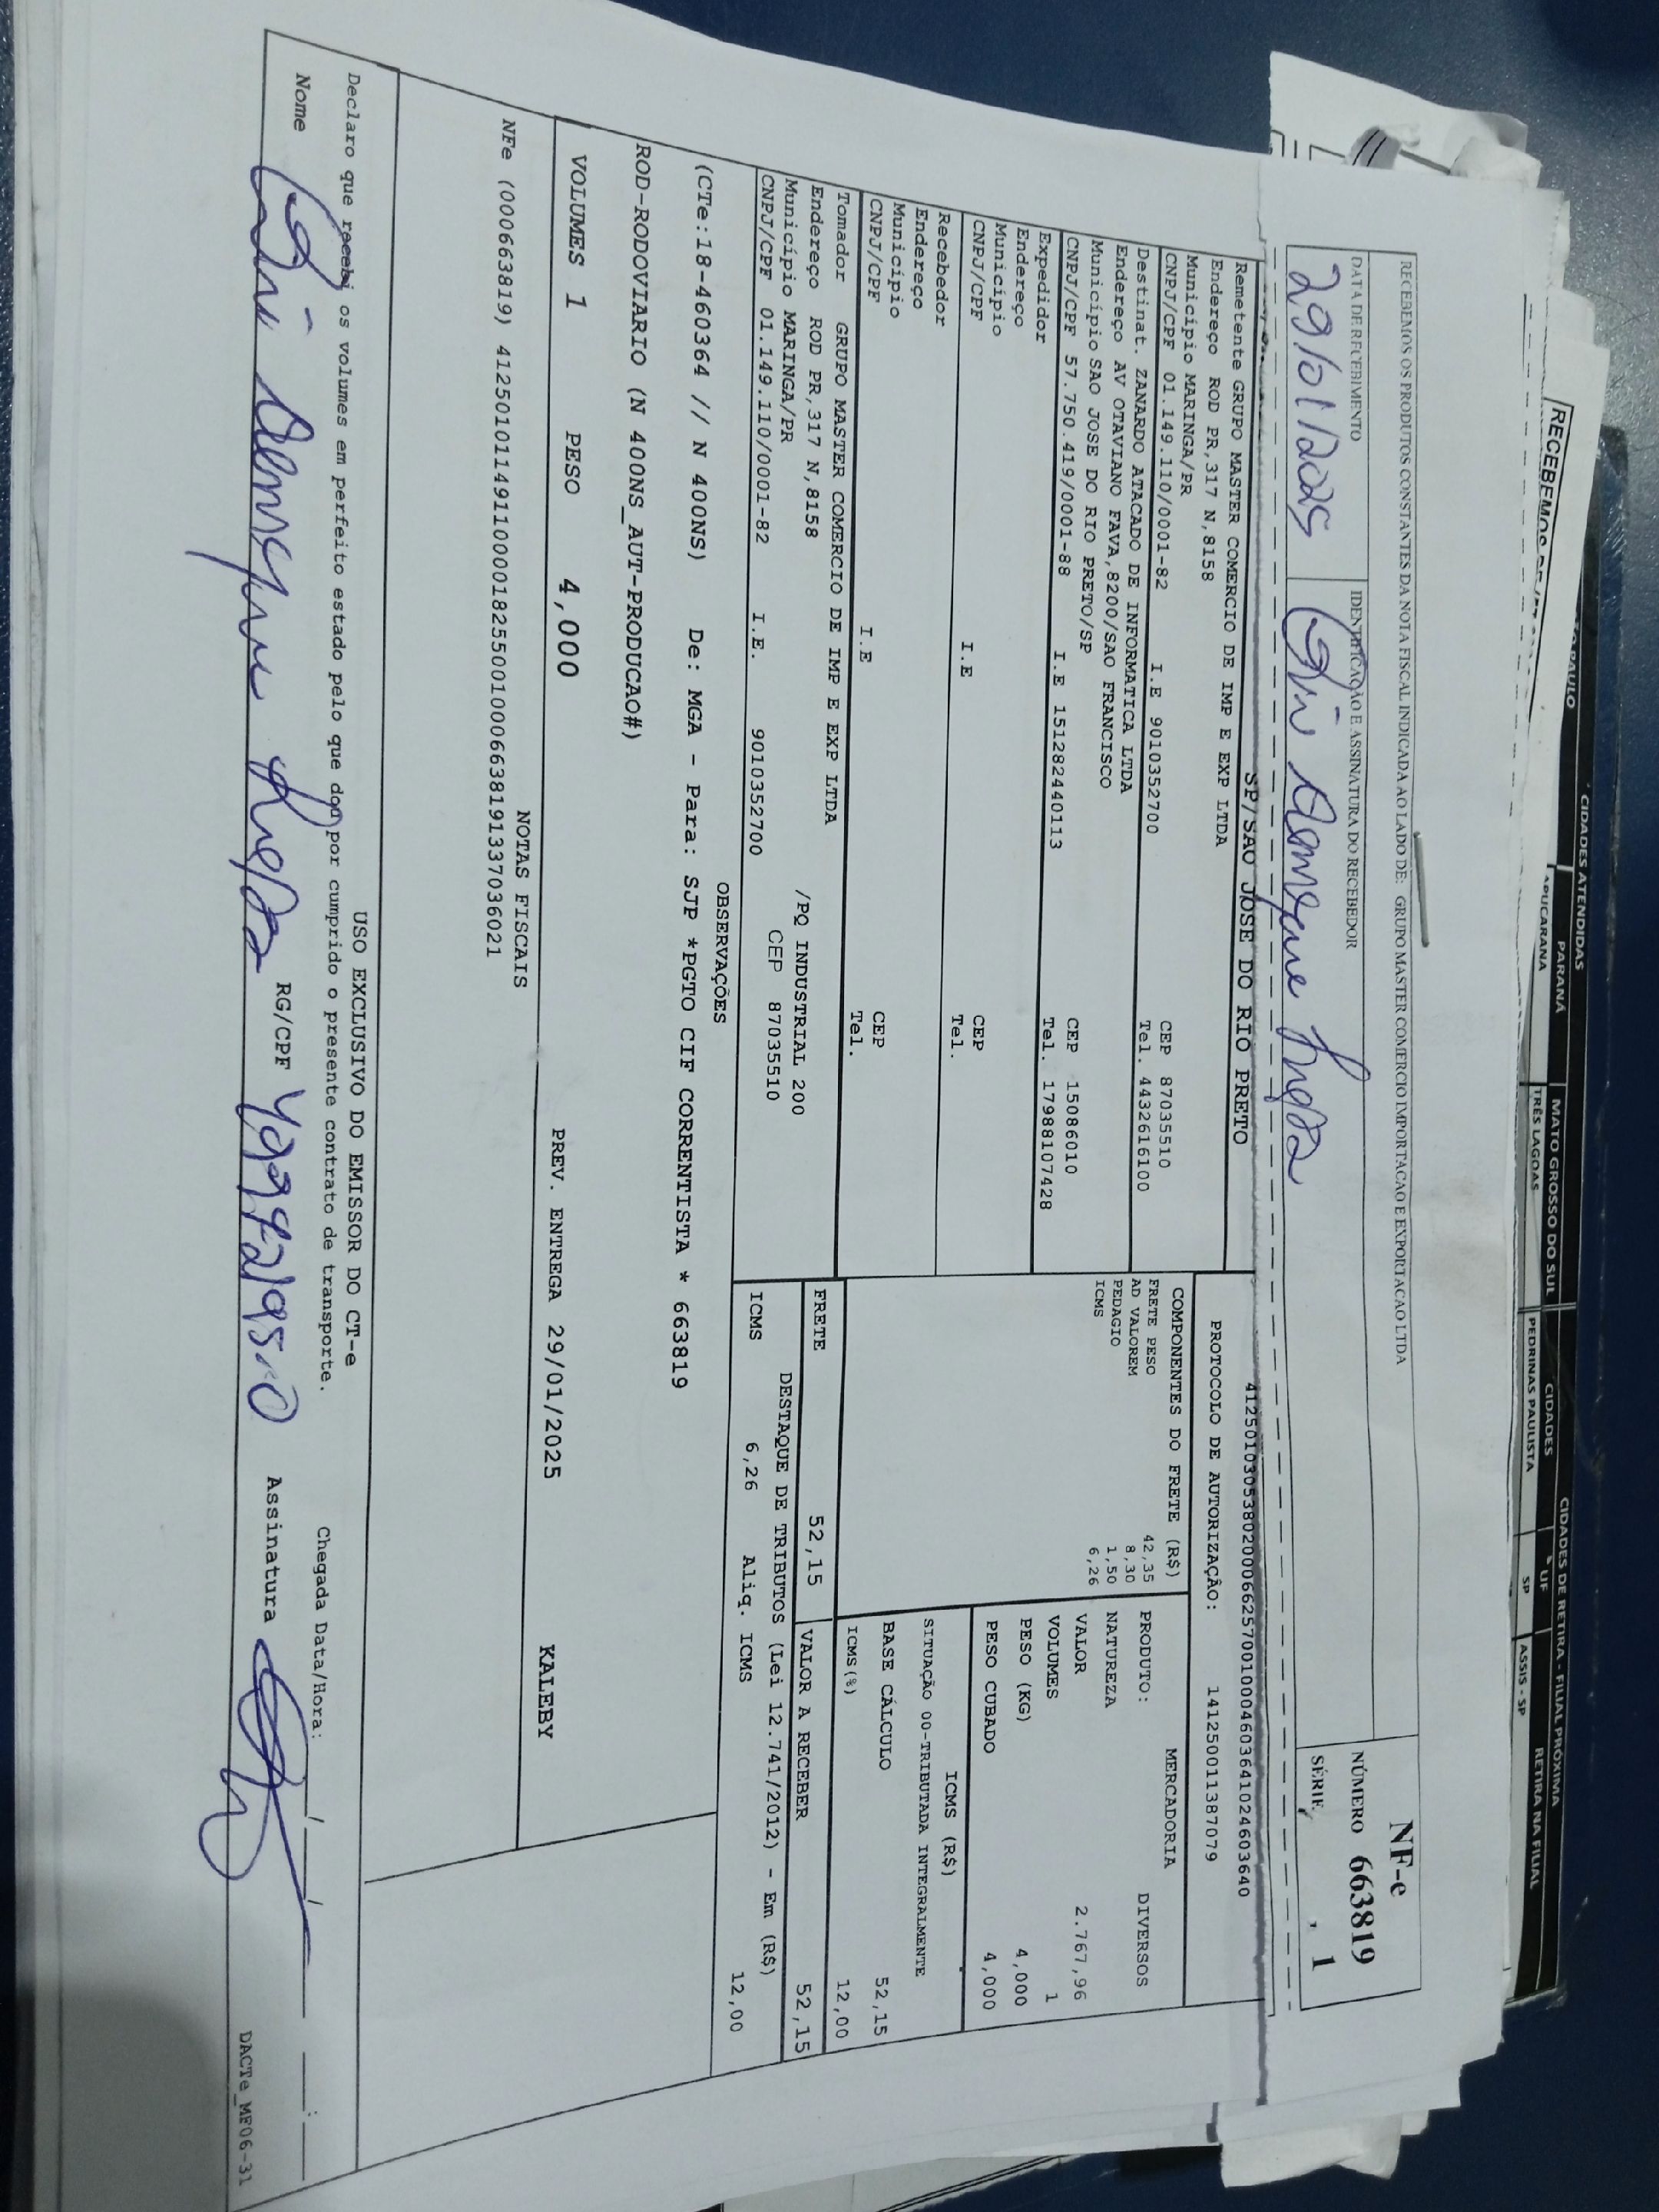 CIDADES ATENDIDAS
CIDADES DE RETIRA - FILIAL PRÓXIMA
PARANÁ
MATO GROSSO DO SUL
CIDADES
UF
RETIRA NA FILIAL
APUCARANA
TRÊS LAGOAS
PEDRINAS PAULISTA
SP
ASSIS - SP
RECEBEMOS OS PRODUTOS CONSTANTES DA NOTA FISCAL INDICADA AO LADO DE: GRUPO MASTER COMERCIO IMPORTACAO E EXPORTACAO LTDA
NF-e
DATA DE RECEBIMENTO
IDENTIFICAÇÃO E ASSINATURA DO RECEBEDOR
NÚMERO 663819
29/01/2025
SÉRIE 1
SP/SAO JOSE DO RIO PRETO
41250103053802000662570010004603641024603640
Remetente GRUPO MASTER COMERCIO DE IMP E EXP LTDA
Endereço ROD PR,317 N,8158
Município MARINGA/PR CEP 87035510
CNPJ/CPF 01.149.110/0001-82 I.E 9010352700 Tel. 4432616100
Destinat. ZANARDO ATACADO DE INFORMATICA LTDA
Endereço AV OTAVIANO FAVA,8200/SAO FRANCISCO
Município SAO JOSE DO RIO PRETO/SP CEP 15086010
CNPJ/CPF 57.750.419/0001-88 I.E 151282440113 Tel. 17988107428
Expedidor
Endereço
Município CEP
CNPJ/CPF I.E Tel.
Recebedor
Endereço
Município CEP
CNPJ/CPF I.E Tel.
Tomador GRUPO MASTER COMERCIO DE IMP E EXP LTDA
Endereço ROD PR,317 N,8158 /PQ INDUSTRIAL 200
Município MARINGA/PR CEP 87035510
CNPJ/CPF 01.149.110/0001-82 I.E. 9010352700
PROTOCOLO DE AUTORIZAÇÃO: 141250011387079
COMPONENTES DO FRETE (R$)
FRETE PESO 42,35
AD VALOREM 8,30
PEDAGIO 1,50
ICMS 6,26
MERCADORIA
PRODUTO: DIVERSOS
NATUREZA
VALOR 2.767,96
VOLUMES 1
PESO (KG) 4,000
PESO CUBADO 4,000
ICMS (R$)
SITUAÇÃO 00-TRIBUTADA INTEGRALMENTE
BASE CÁLCULO 52,15
ICMS(%) 12,00
FRETE 52,15
VALOR A RECEBER 52,15
DESTAQUE DE TRIBUTOS (Lei 12.741/2012) - Em (R$)
ICMS 6,26 Aliq. ICMS 12,00
OBSERVAÇÕES
(CTe:18-460364 // N 400NS) De: MGA - Para: SJP *PGTO CIF CORRENTISTA * 663819
ROD-RODOVIARIO (N 400NS_AUT-PRODUCAO#)
VOLUMES 1 PESO 4,000 PREV. ENTREGA 29/01/2025 KALEBY
NOTAS FISCAIS
NFe (000663819) 41250101149110000182550010006638191337036021
USO EXCLUSIVO DO EMISSOR DO CT-e
Declaro que recebi os volumes em perfeito estado pelo que dou por cumprido o presente contrato de transporte.
Chegada Data/Hora: __/__/__ __:__
Nome
RG/CPF
Assinatura
DACTe_MF06-31